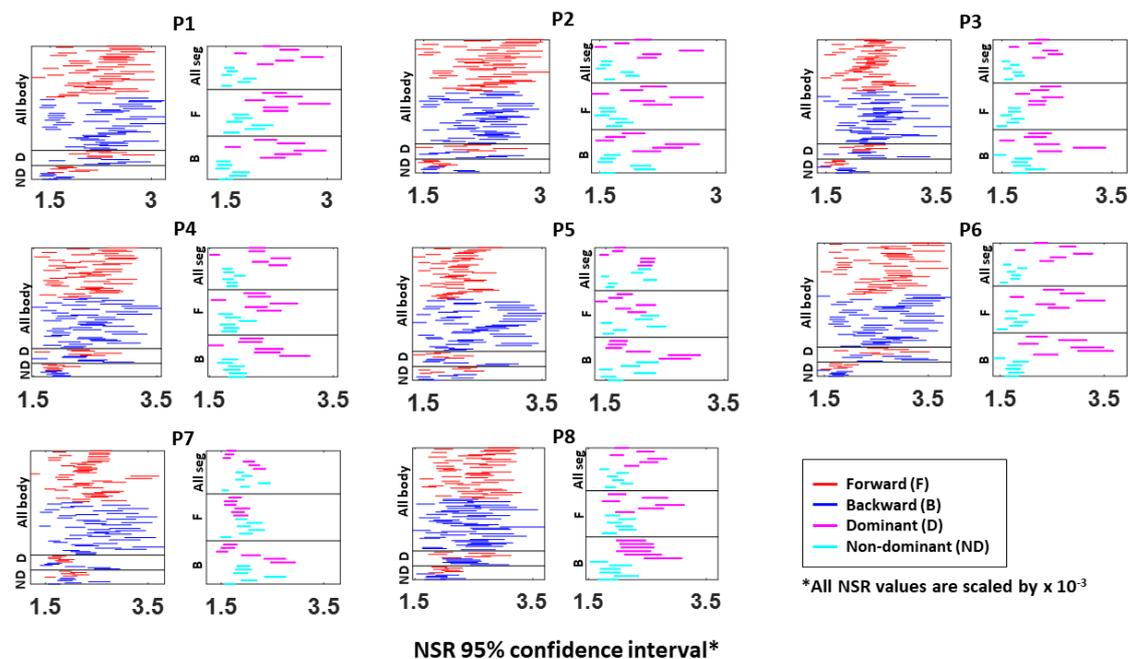 P1
All body
D
ND
1.5 3
All seg
F
B
1.5 3
P2
All body
D
ND
1.5 3
All seg
F
B
1.5 3
P3
All body
D
ND
1.5 3.5
All seg
F
B
1.5 3.5
P4
All body
D
ND
1.5 3.5
All seg
F
B
1.5 3.5
P5
All body
D
ND
1.5 3.5
All seg
F
B
1.5 3.5
P6
All body
D
ND
1.5 3.5
All seg
F
B
1.5 3.5
P7
All body
D
ND
1.5 3.5
All seg
F
B
1.5 3.5
P8
All body
D
ND
1.5 3.5
All seg
F
B
1.5 3.5
Forward (F)
Backward (B)
Dominant (D)
Non-dominant (ND)
*All NSR values are scaled by x 10⁻³
NSR 95% confidence interval*